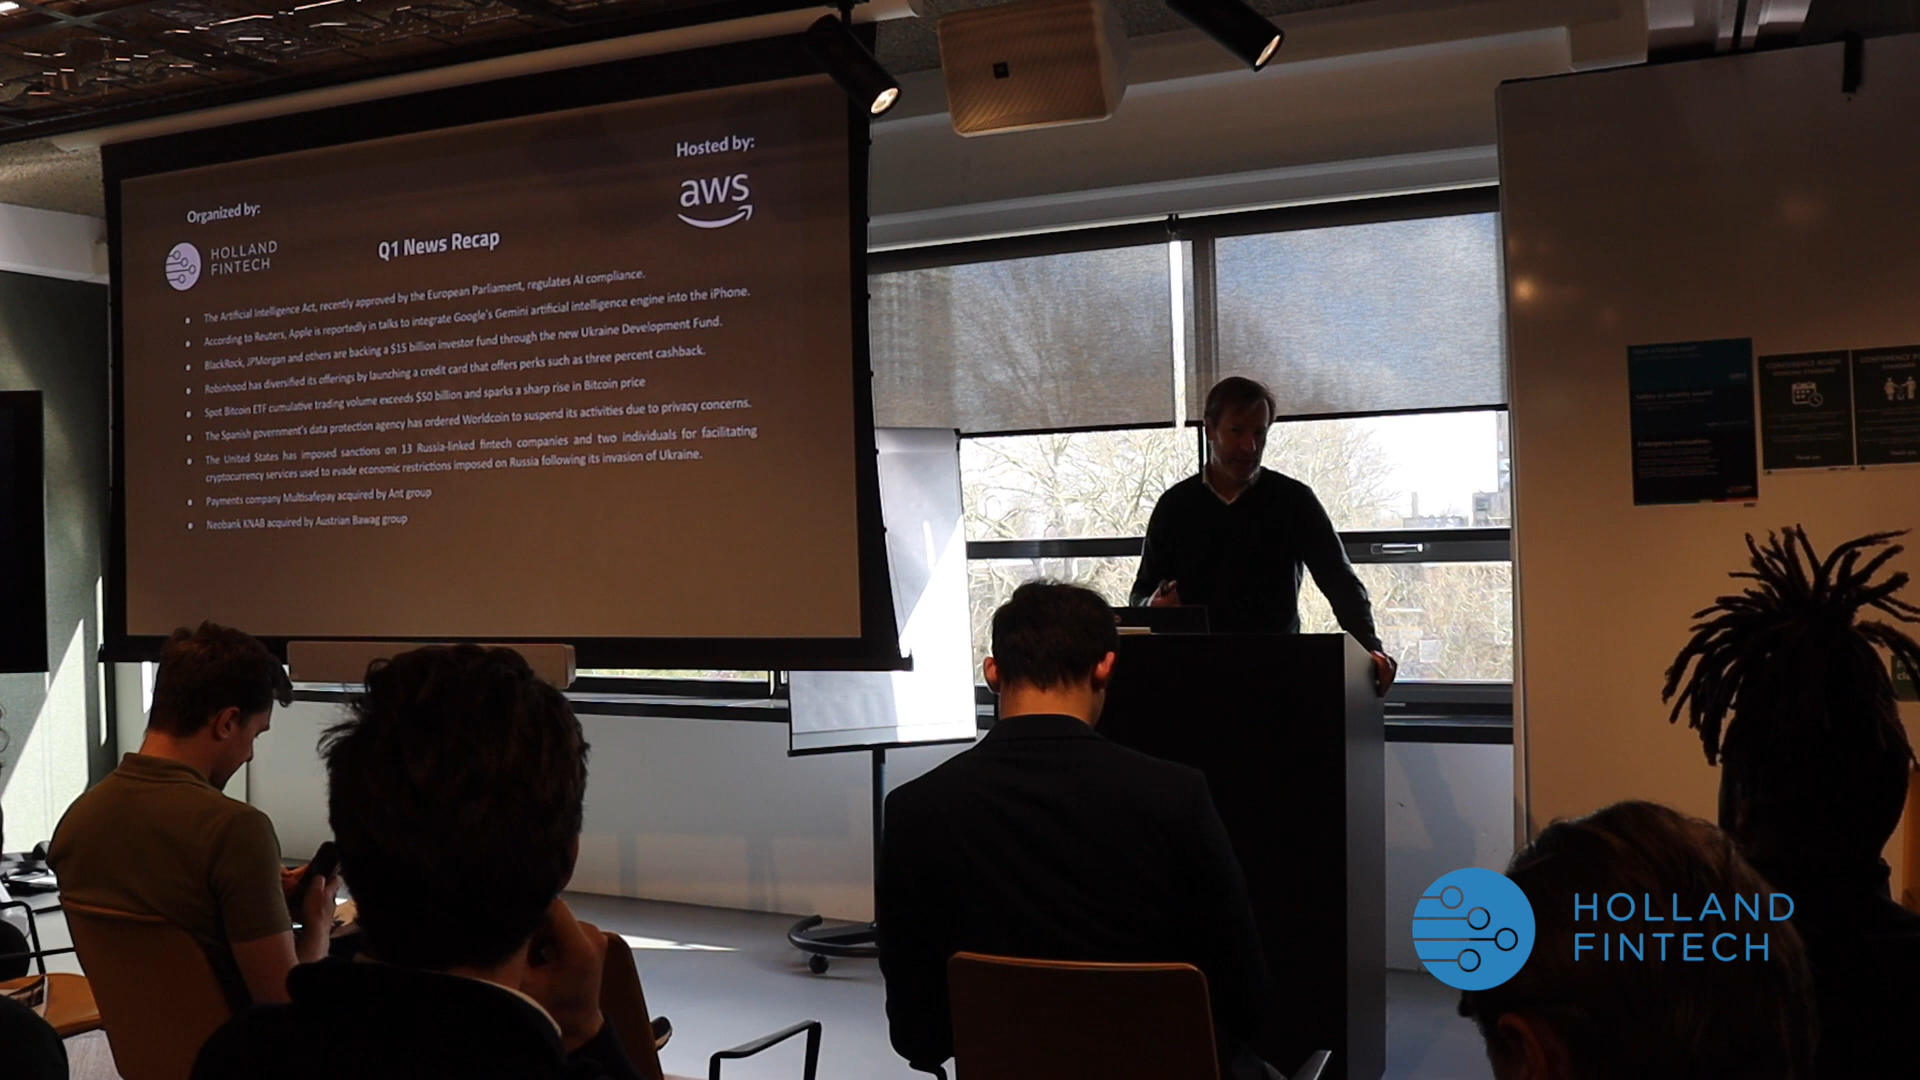 Organized by:
HOLLAND
FINTECH
Hosted by:
aws
Q1 News Recap
The Artificial Intelligence Act, recently approved by the European Parliament, regulates AI compliance.
According to Reuters, Apple is reportedly in talks to integrate Google's Gemini artificial intelligence engine into the iPhone.
BlackRock, JPMorgan and others are backing a $15 billion investor fund through the new Ukraine Development Fund.
Robinhood has diversified its offerings by launching a credit card that offers perks such as three percent cashback.
Spot Bitcoin ETF cumulative trading volume exceeds $50 billion and sparks a sharp rise in Bitcoin price
The Spanish government's data protection agency has ordered Worldcoin to suspend its activities due to privacy concerns.
The United States has imposed sanctions on 13 Russia-linked fintech companies and two individuals for facilitating
cryptocurrency services used to evade economic restrictions imposed on Russia following its invasion of Ukraine.
Payments company Multisafepay acquired by Ant group
Neobank KNAB acquired by Austrian Bawag group
CONFERENCE ROOM
HOLLAND
FINTECH